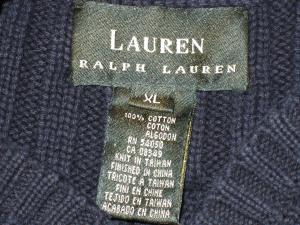 LAUREN
RALPH LAUREN
XL
100% COTTON
COTON
ALGODON
RN 54050
CA 08349
KNIT IN TAIWAN
FINISHED IN CHINA
TRICOTE A TAIWAN
FINI EN CHINE
TEJIDO EN TAIWAN
ACABADO EN CHINA